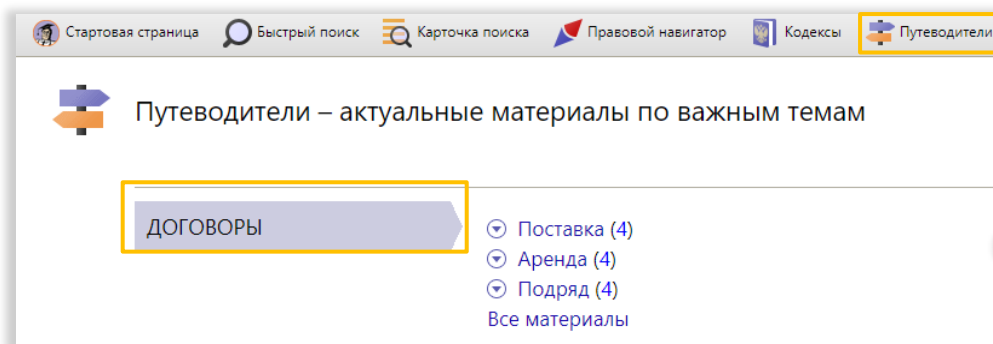 Стартовая страница Быстрый поиск Карточка поиска Правовой навигатор Кодексы Путеводители
Путеводители – актуальные материалы по важным темам
ДОГОВОРЫ
Поставка (4)
Аренда (4)
Подряд (4)
Все материалы